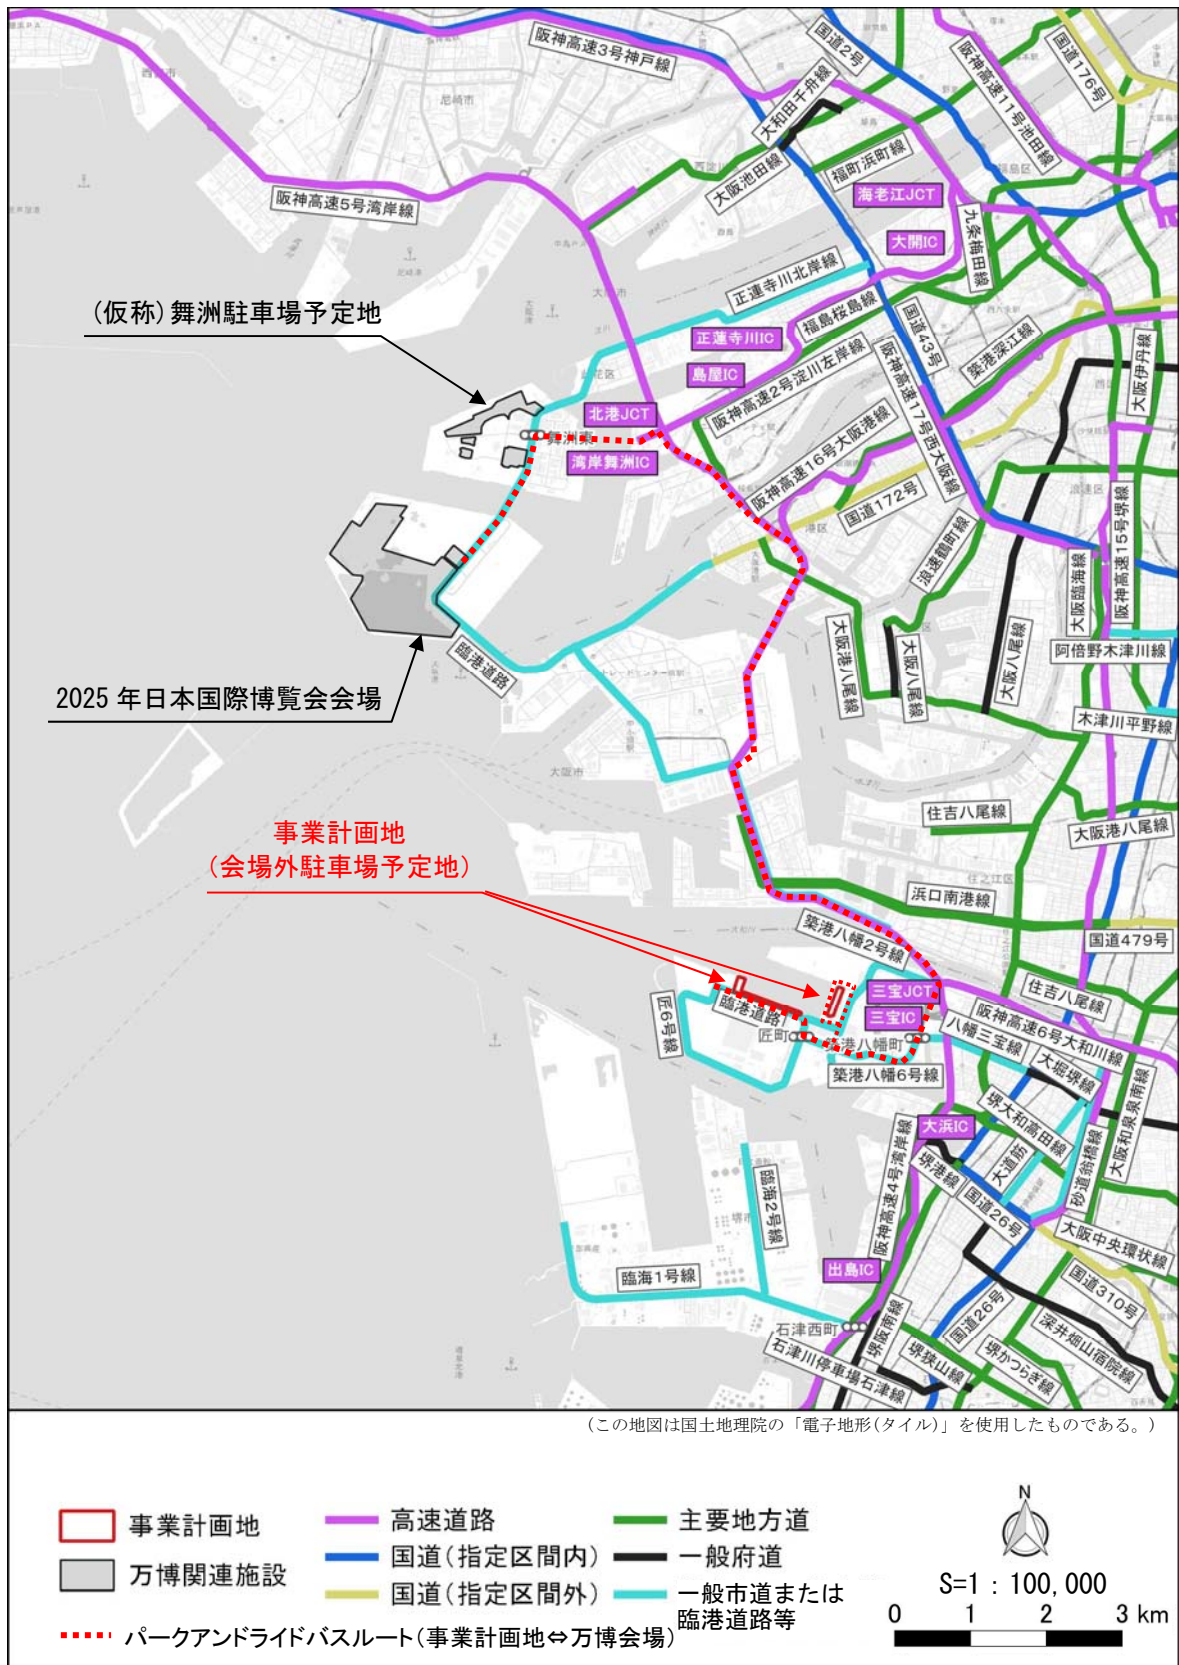 阪神高速3号神戸線
国道2号
阪神高速11号池田線
国道176号
西宮市
尼崎市
大和田千舟線
大阪池田線
福町浜町線
海老江JCT
大開IC
九条梅田線
阪神高速5号湾岸線
正連寺川北岸線
(仮称)舞洲駐車場予定地
正蓮寺川IC
福島桜島線
国道43号
島屋IC
阪神高速2号淀川左岸線
築港深江線
大阪伊丹線
北港JCT
舞洲東
湾岸舞洲IC
阪神高速17号西大阪線
阪神高速16号大阪港線
国道172号
港区
浪速区
浪速鶴町線
大阪臨海線
阪神高速15号堺線
大阪港八尾線
大阪八尾線
大阪八尾線
阿倍野木津川線
臨港道路
2025年日本国際博覧会会場
木津川平野線
大阪市
住吉八尾線
大阪港八尾線
事業計画地
(会場外駐車場予定地)
住之江区
浜口南港線
築港八幡2号線
国道479号
三宝JCT
住吉八尾線
臨港道路
匠6号線
三宝IC
匠町
築港八幡町
八幡三宝線
阪神高速6号大和川線
築港八幡6号線
大堀堺線
堺大和高田線
大阪和泉泉南線
大浜IC
堺港線
大道筋
砂道翁橋線
臨海2号線
堺市
阪神高速4号湾岸線
国道26号
大阪中央環状線
臨海1号線
出島IC
国道310号
石津西町
堺阪南線
国道26号
深井畑山宿院線
石津川停車場石津線
堺狭山線
堺かつらぎ線
(この地図は国土地理院の「電子地形(タイル)」を使用したものである。)
事業計画地
高速道路
主要地方道
万博関連施設
国道(指定区間内)
一般府道
国道(指定区間外)
一般市道または
臨港道路等
パークアンドライドバスルート(事業計画地⇔万博会場)
N
S=1:100,000
0 1 2 3 km